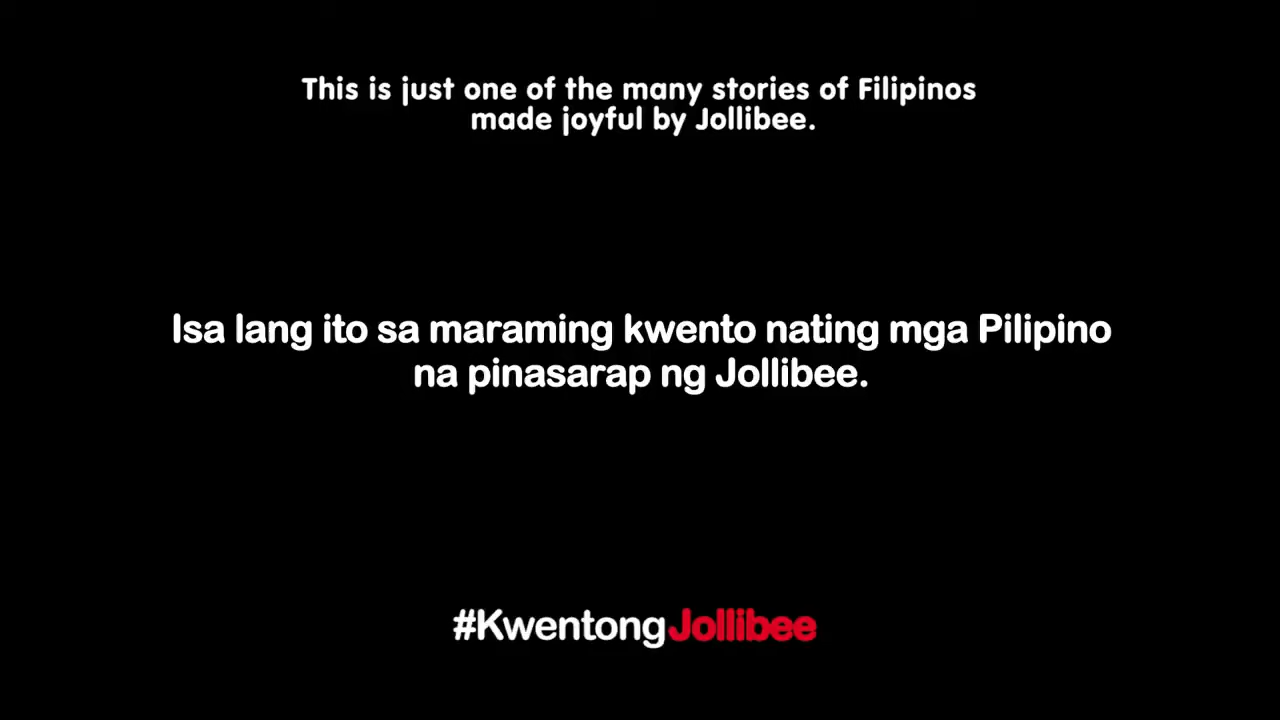 This is just one of the many stories of Filipinos
made joyful by Jollibee.
Isa lang ito sa maraming kwento nating mga Pilipino
na pinasarap ng Jollibee.
#KwentongJollibee